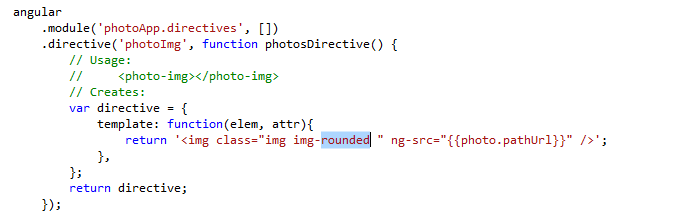 angular
    .module('photoApp.directives', [])
    .directive('photoImg', function photosDirective() {
        // Usage:
        //     <photo-img></photo-img>
        // Creates:
        var directive = {
            template: function(elem, attr){
                return '<img class="img img-rounded " ng-src="{{photo.pathUrl}}" />';
            },
        };
        return directive;
    });